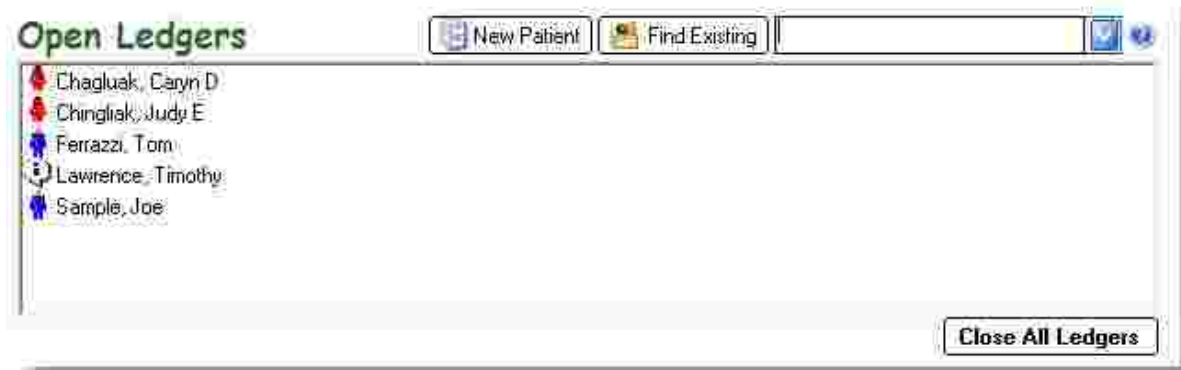 Open Ledgers
New Patient
Find Existing
Chagluak, Caryn D
Chingliak, Judy E
Ferrazzi, Tom
Lawrence, Timothy
Sample, Joe
Close All Ledgers